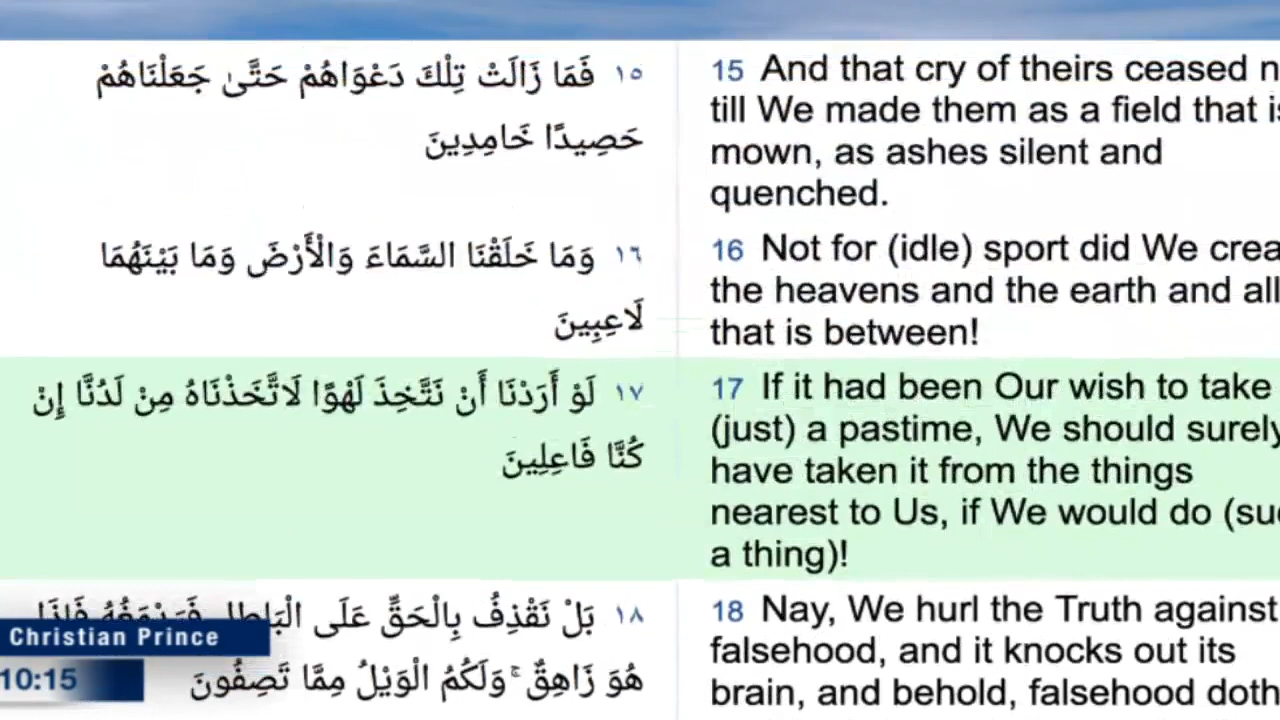 ١٥ فَمَا زَالَتْ تِلْكَ دَعْوَاهُمْ حَتَّىٰ جَعَلْنَاهُمْ
حَصِيدًا خَامِدِينَ
١٦ وَمَا خَلَقْنَا السَّمَاءَ وَالْأَرْضَ وَمَا بَيْنَهُمَا
لَاعِبِينَ
١٧ لَوْ أَرَدْنَا أَنْ نَتَّخِذَ لَهْوًا لَاتَّخَذْنَاهُ مِنْ لَدُنَّا إِنْ
كُنَّا فَاعِلِينَ
١٨ بَلْ نَقْذِفُ بِالْحَقِّ عَلَى
هُوَ زَاهِقٌ ۚ وَلَكُمُ الْوَيْلُ مِمَّا تَصِفُونَ
15 And that cry of theirs ceased
till We made them as a field that
mown, as ashes silent and
quenched.
16 Not for (idle) sport did We
the heavens and the earth and all
that is between!
17 If it had been Our wish to take
(just) a pastime, We should surely
have taken it from the things
nearest to Us, if We would do
a thing)!
18 Nay, We hurl the Truth against
falsehood, and it knocks out its
brain, and behold, falsehood doth
Christian Prince
10:15